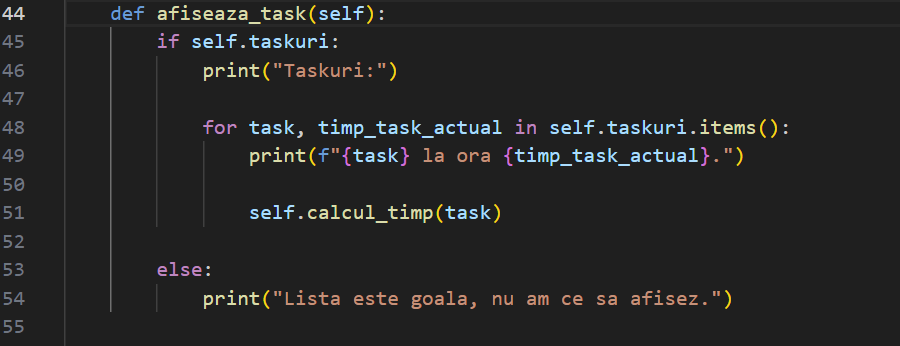 44 def afiseaza_task(self):
45 if self.taskuri:
46 print("Taskuri:")
47
48 for task, timp_task_actual in self.taskuri.items():
49 print(f"{task} la ora {timp_task_actual}.")
50
51 self.calcul_timp(task)
52
53 else:
54 print("Lista este goala, nu am ce sa afisez.")
55